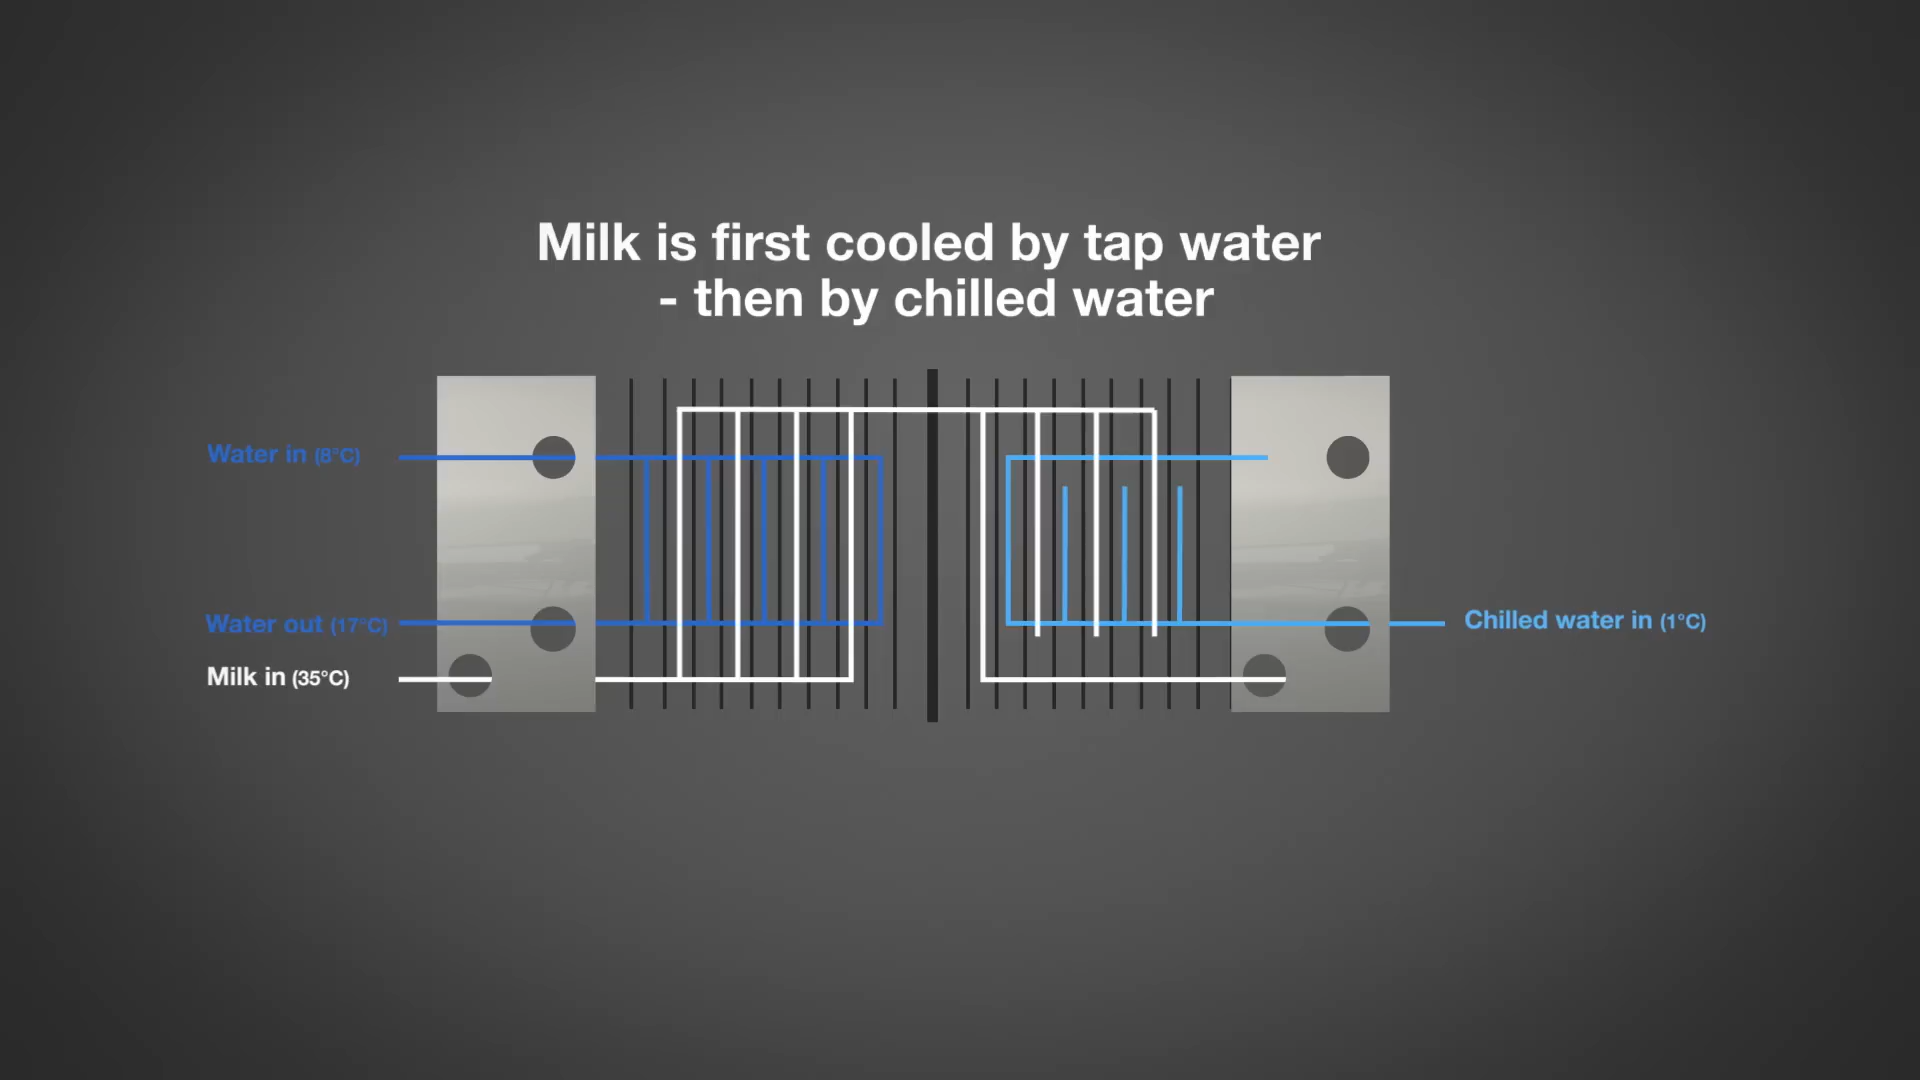 Milk is first cooled by tap water
- then by chilled water
Water in (8°C)
Water out (17°C)
Chilled water in (1°C)
Milk in (35°C)